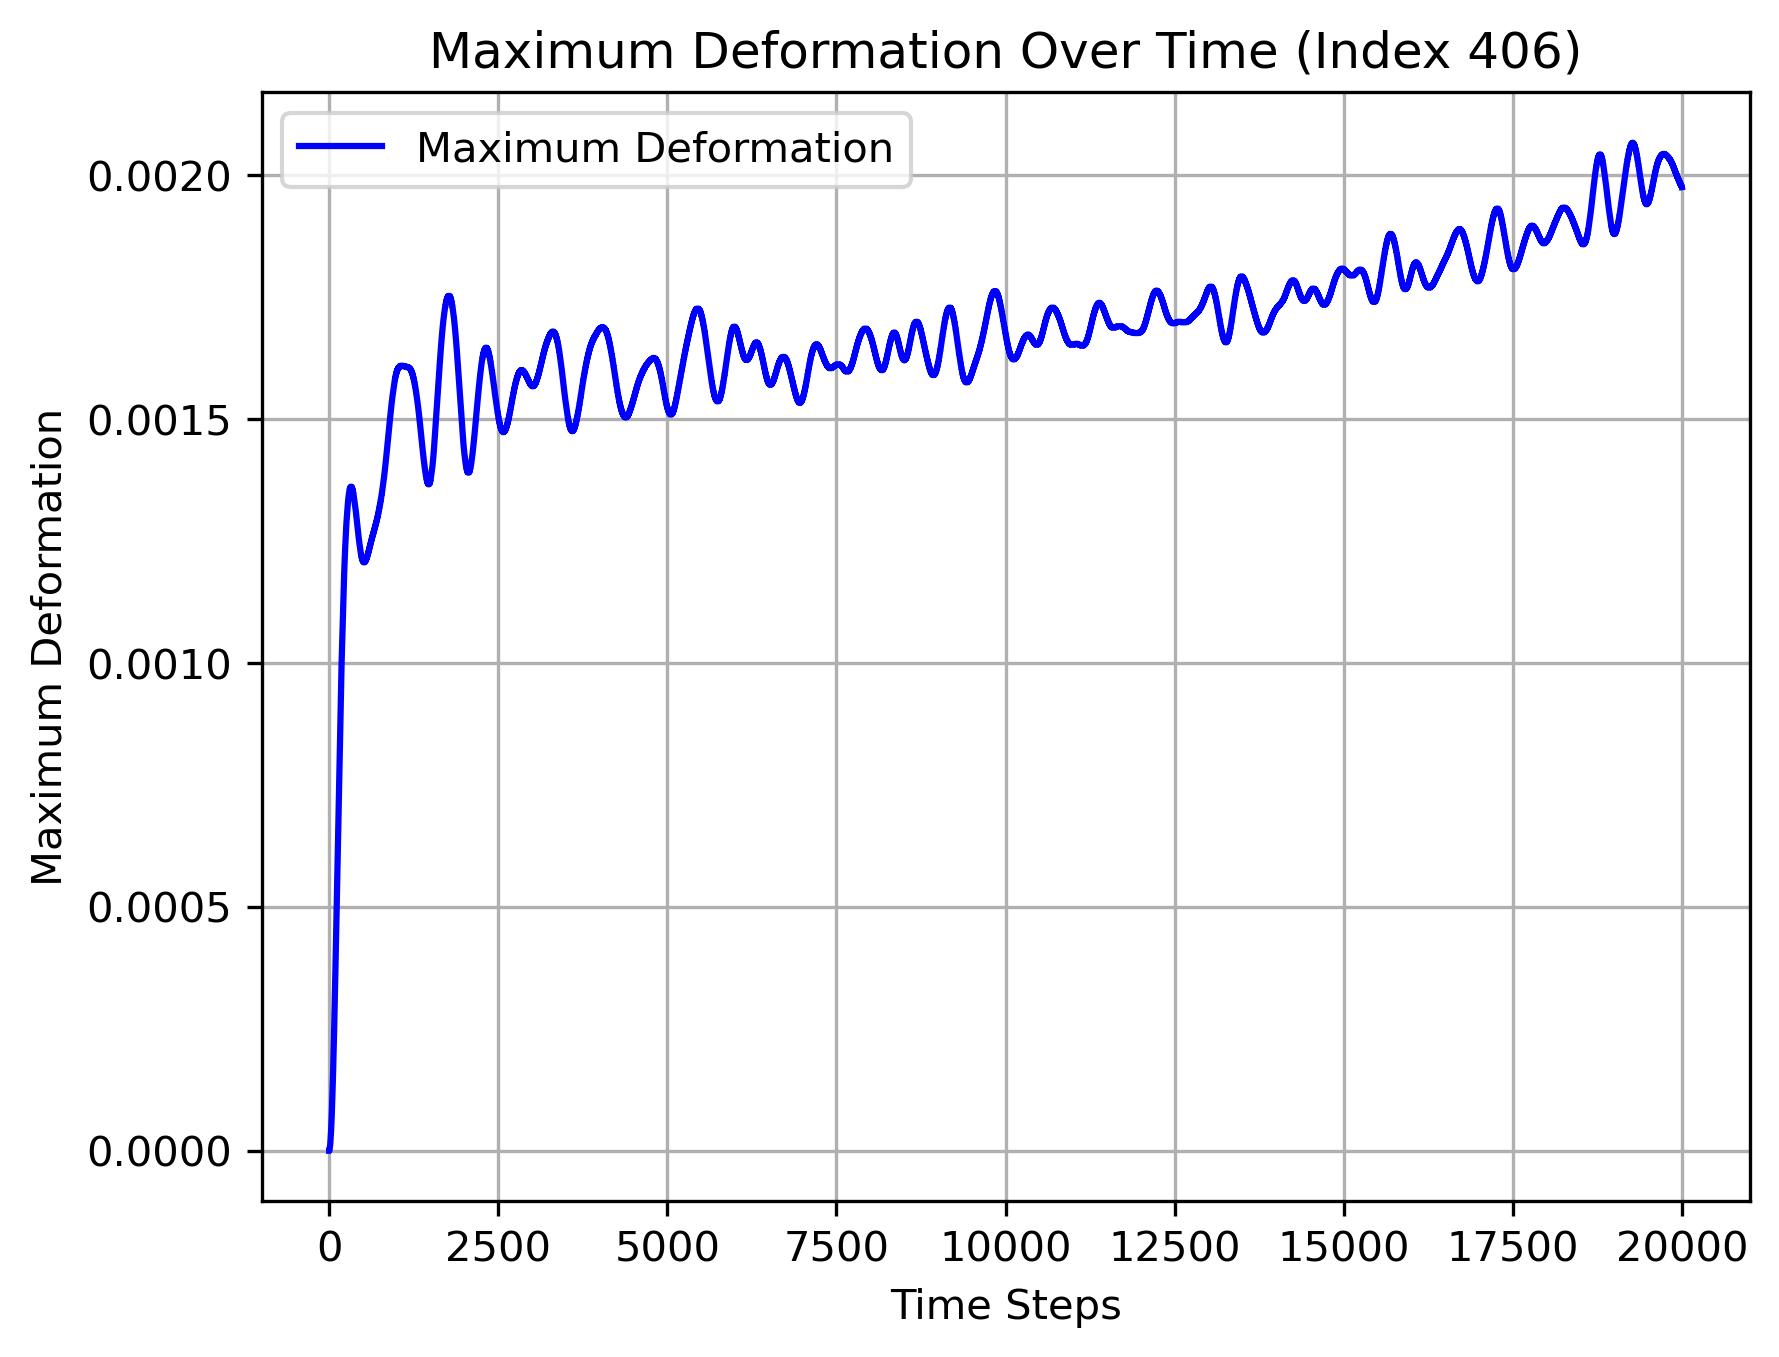 Maximum Deformation Over Time (Index 406)
Maximum Deformation
0.0020
0.0015
0.0010
0.0005
0.0000
Maximum Deformation
0 2500 5000 7500 10000 12500 15000 17500 20000
Time Steps